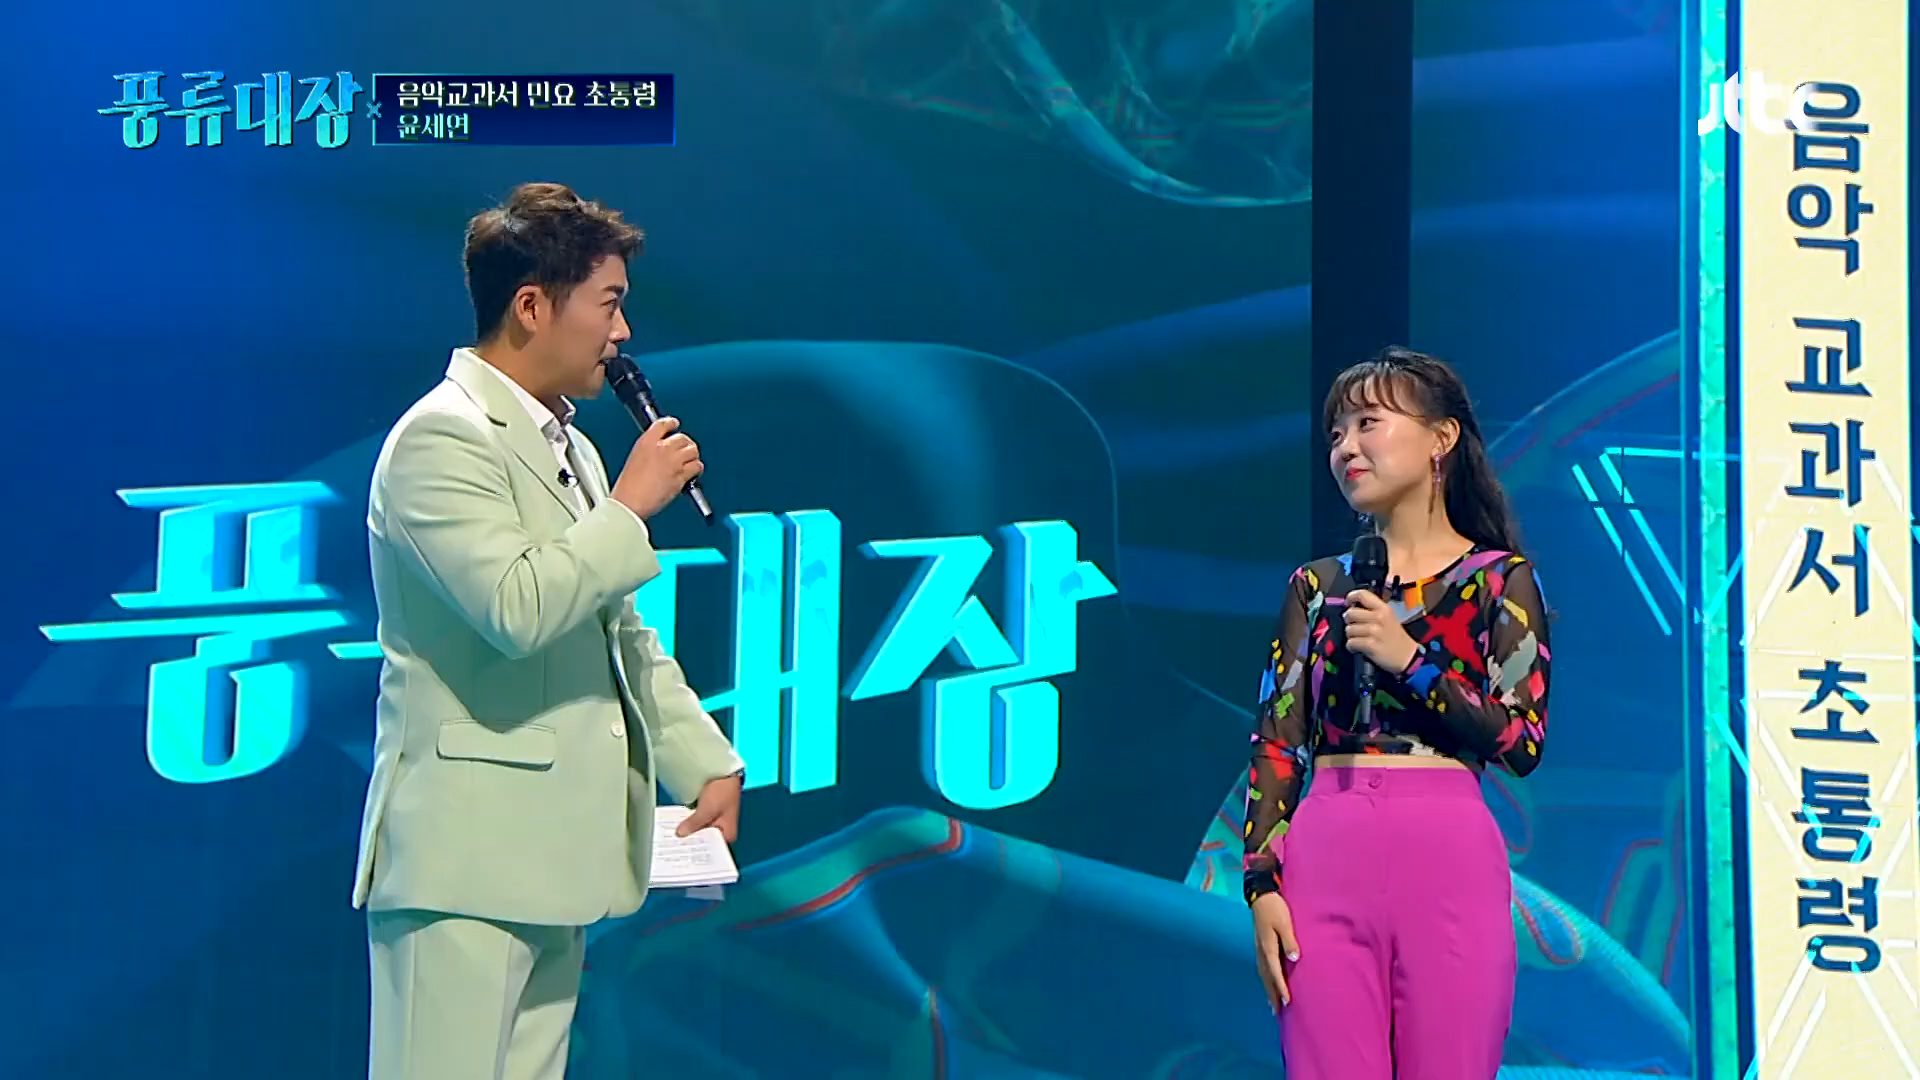 풍류대장
음악교과서 민요 초통령
윤세연
jtbc
풍 대장
음악 교과서 초통령